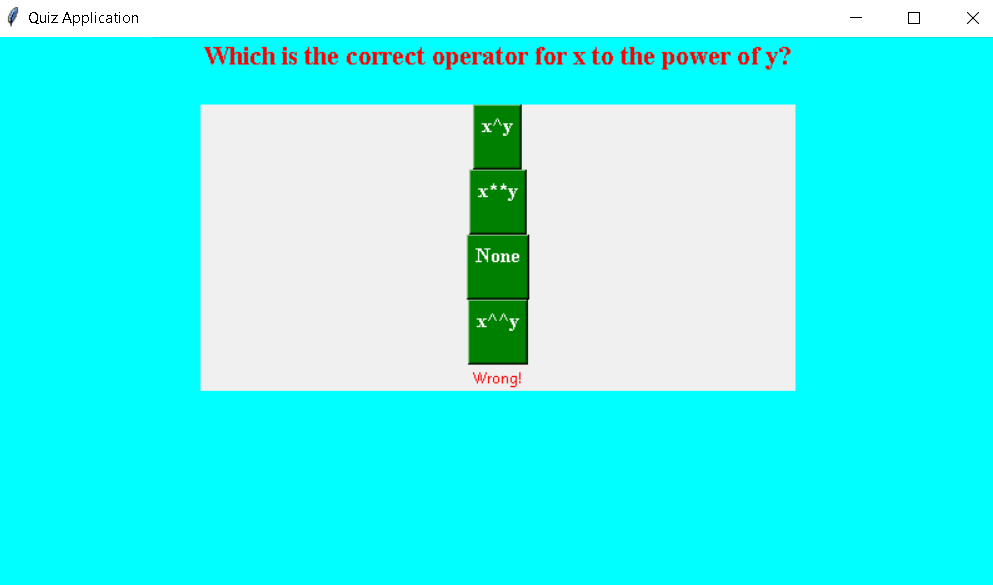 Quiz Application
Which is the correct operator for x to the power of y?
x^y
x**y
None
x^^y
Wrong!